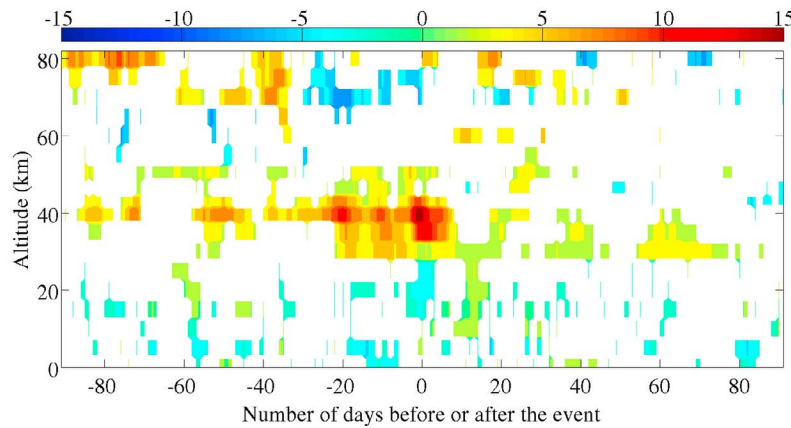 -15 -10 -5 0 5 10 15
80
60
40
20
0
Altitude (km)
-80 -60 -40 -20 0 20 40 60 80
Number of days before or after the event